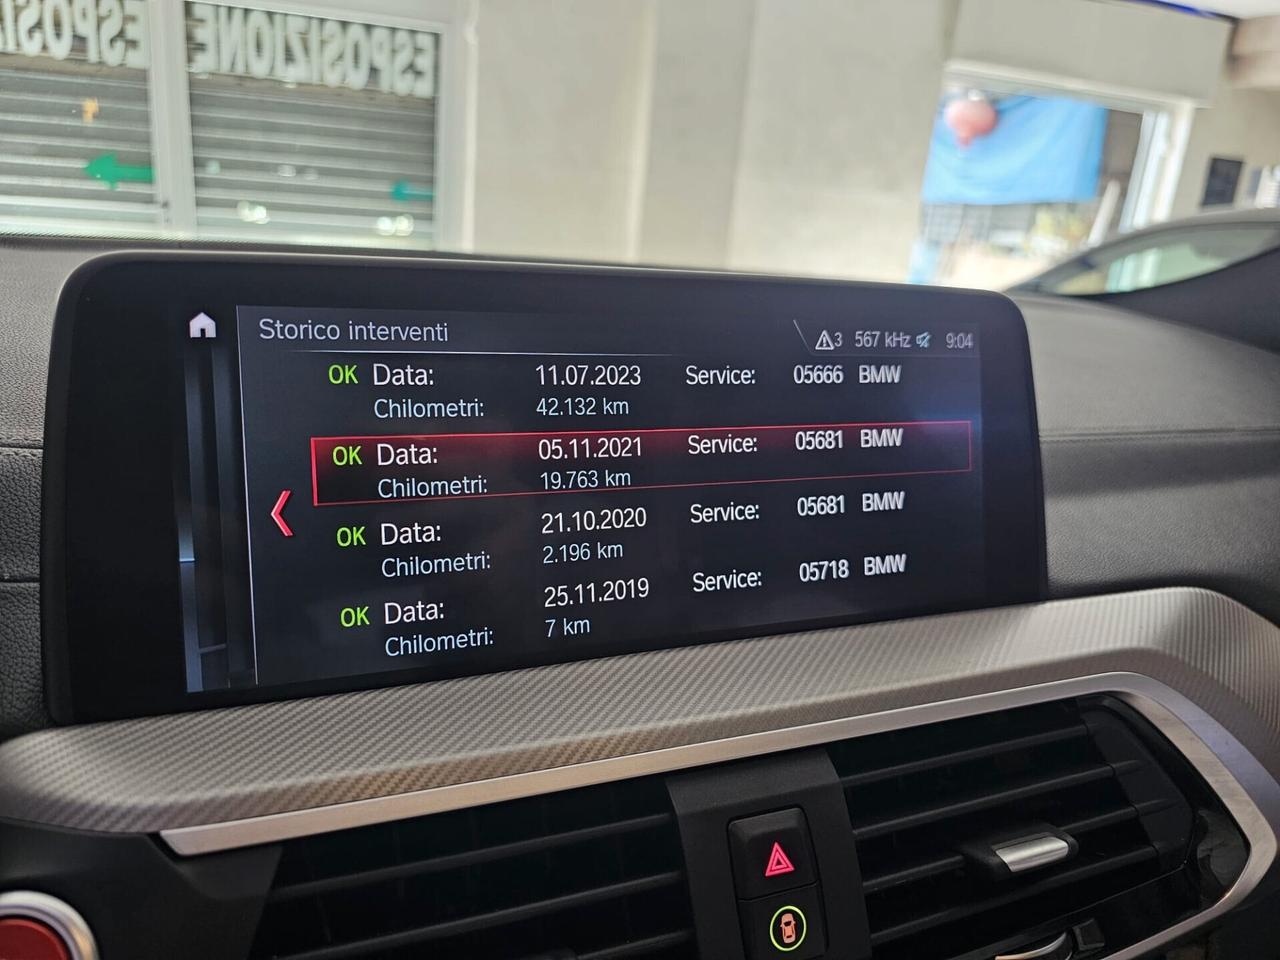 ESPOSIZIONE
ESPOSIZIONE
Storico interventi
3 567 kHz 9:04
OK Data: 11.07.2023 Service: 05666 BMW
Chilometri: 42.132 km
OK Data: 05.11.2021 Service: 05681 BMW
Chilometri: 19.763 km
OK Data: 21.10.2020 Service: 05681 BMW
Chilometri: 2.196 km
OK Data: 25.11.2019 Service: 05718 BMW
Chilometri: 7 km